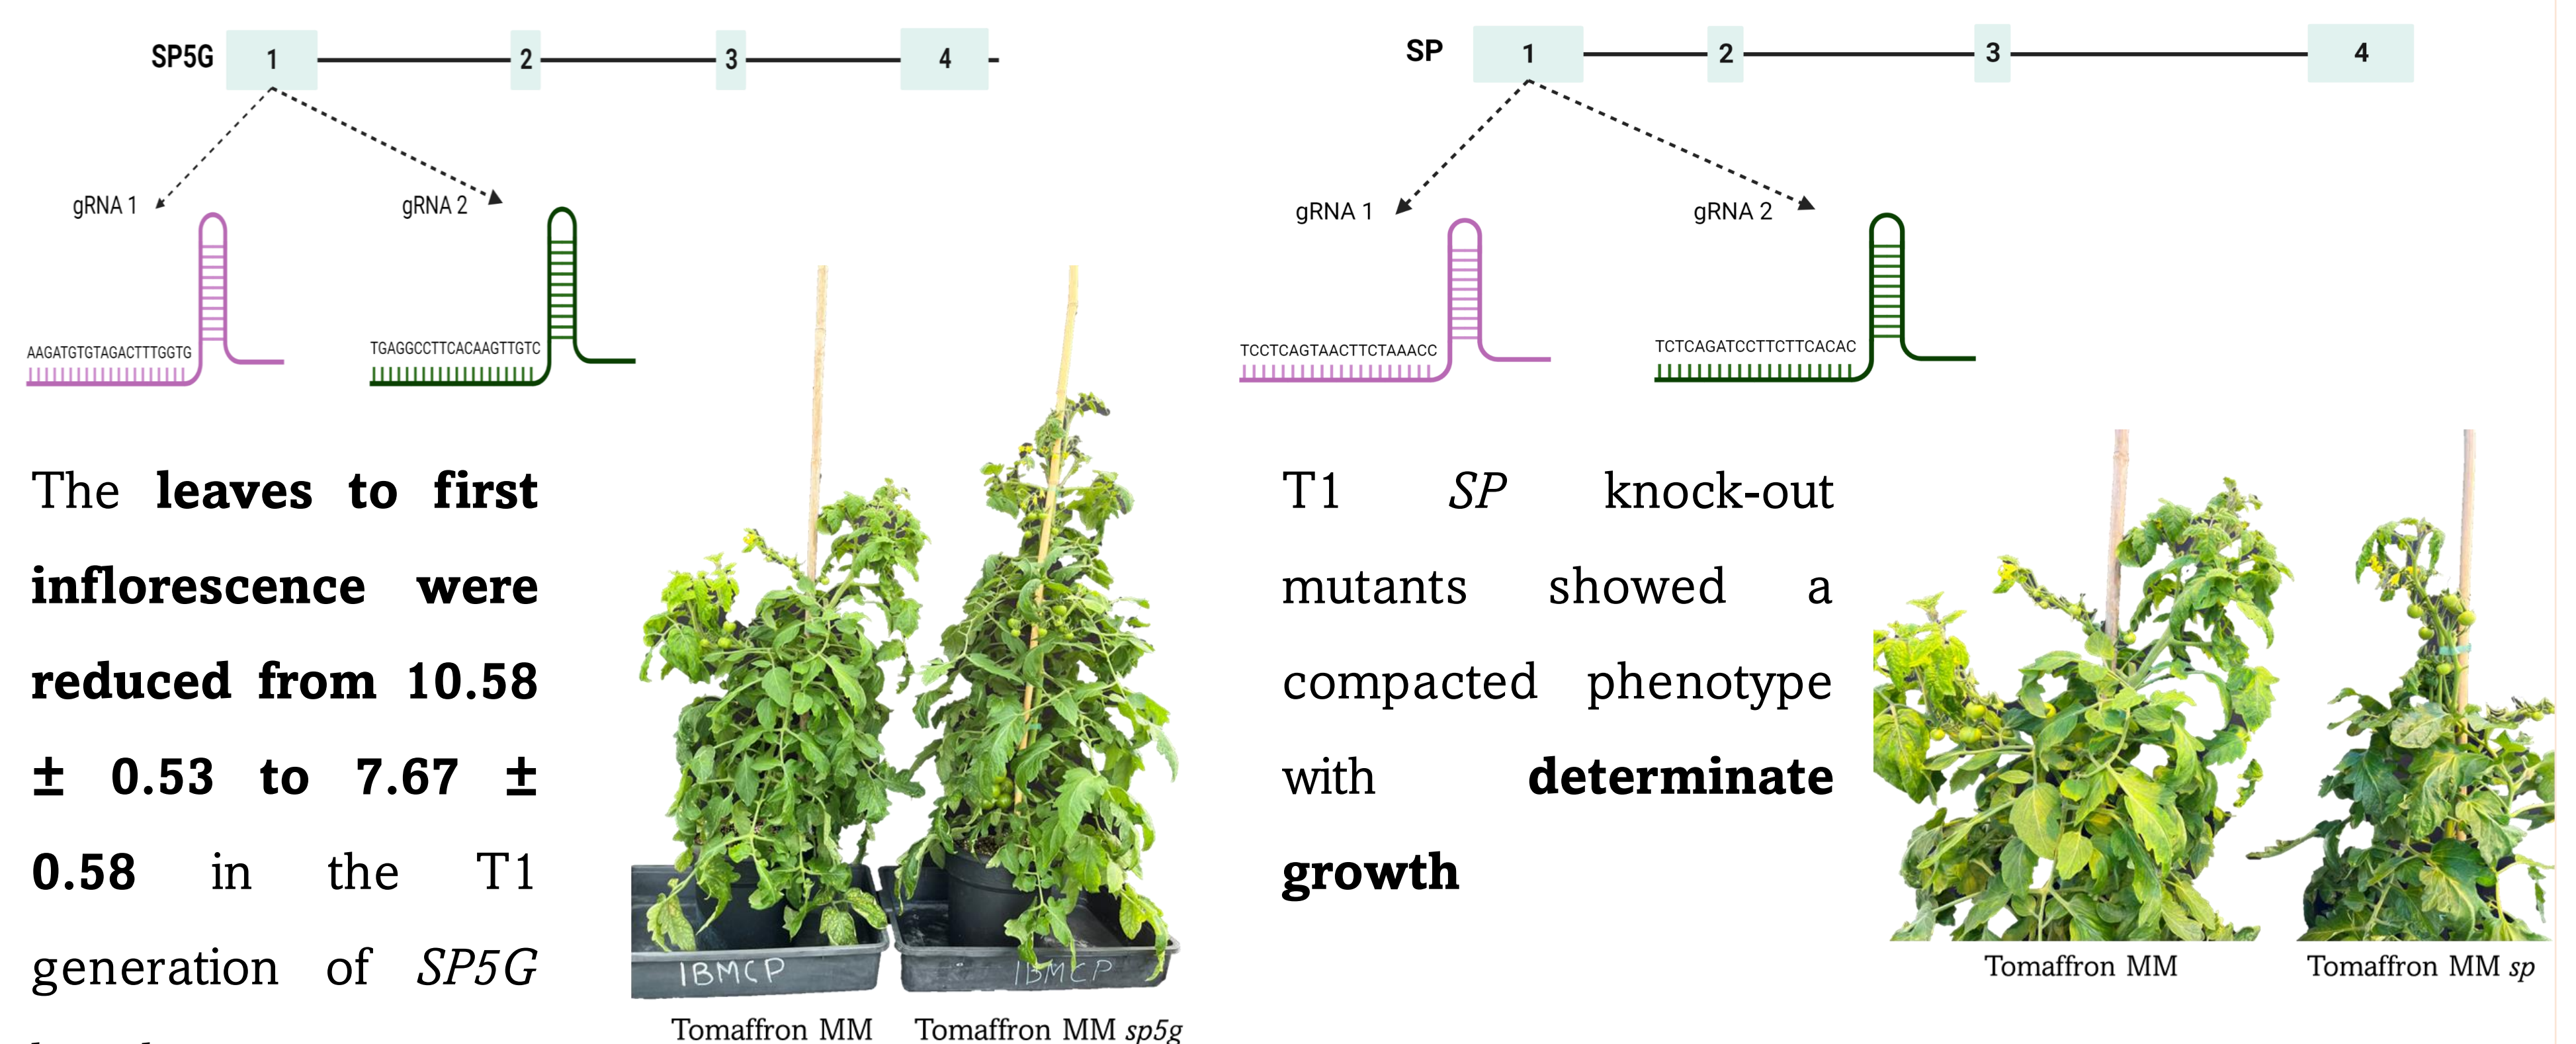 SP5G 1 2 3 4
gRNA 1
gRNA 2
AAGATGTGTAGACTTTGGTG
TGAGGCCTTCACAAGTTGTC
The leaves to first
inflorescence were
reduced from 10.58
± 0.53 to 7.67 ±
0.58 in the T1
generation of SP5G
IBMCP
IBMCP
Tomaffron MM
Tomaffron MM sp5g
SP 1 2 3 4
gRNA 1
gRNA 2
TCCTCAGTAACTTCTAAACC
TCTCAGATCCTTCTTCACAC
T1 SP knock-out
mutants showed a
compacted phenotype
with determinate
growth
Tomaffron MM
Tomaffron MM sp